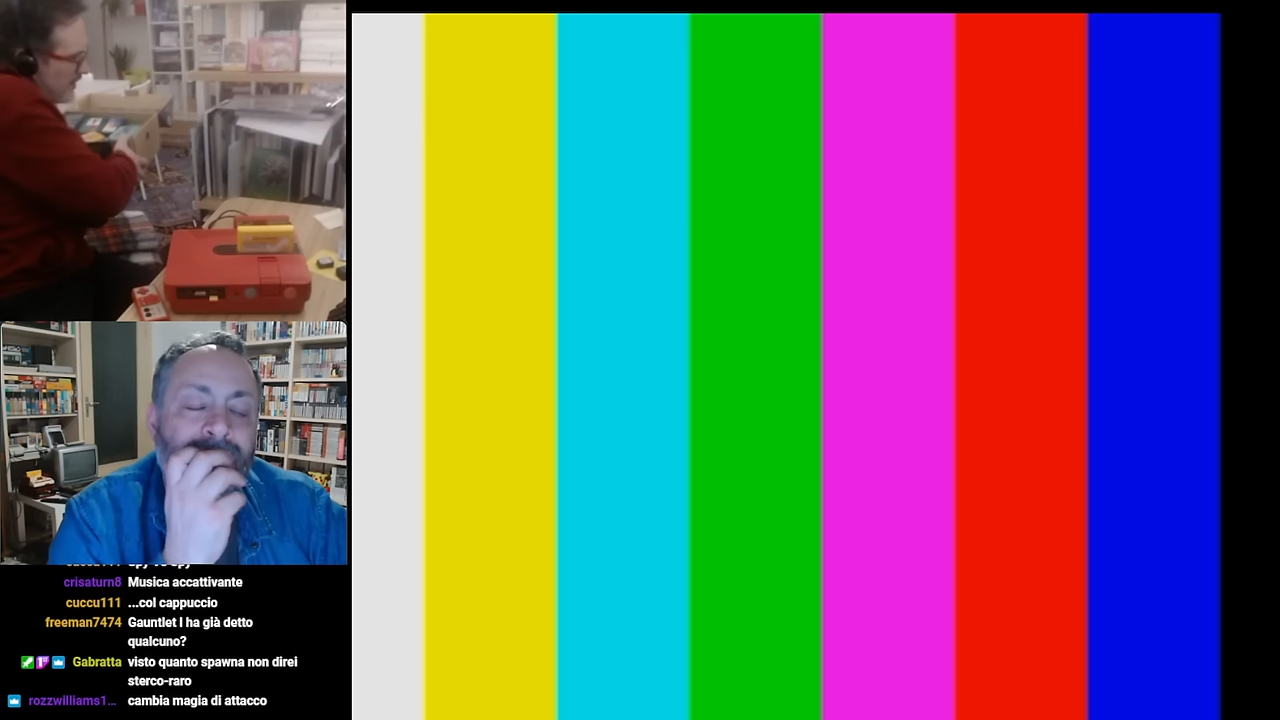 crisaturn8 Musica accattivante
cuccu111 ...col cappuccio
freeman7474 Gauntlet l ha già detto
qualcuno?
Gabratta visto quanto spawna non direi
sterco-raro
rozzwilliams1... cambia magia di attacco